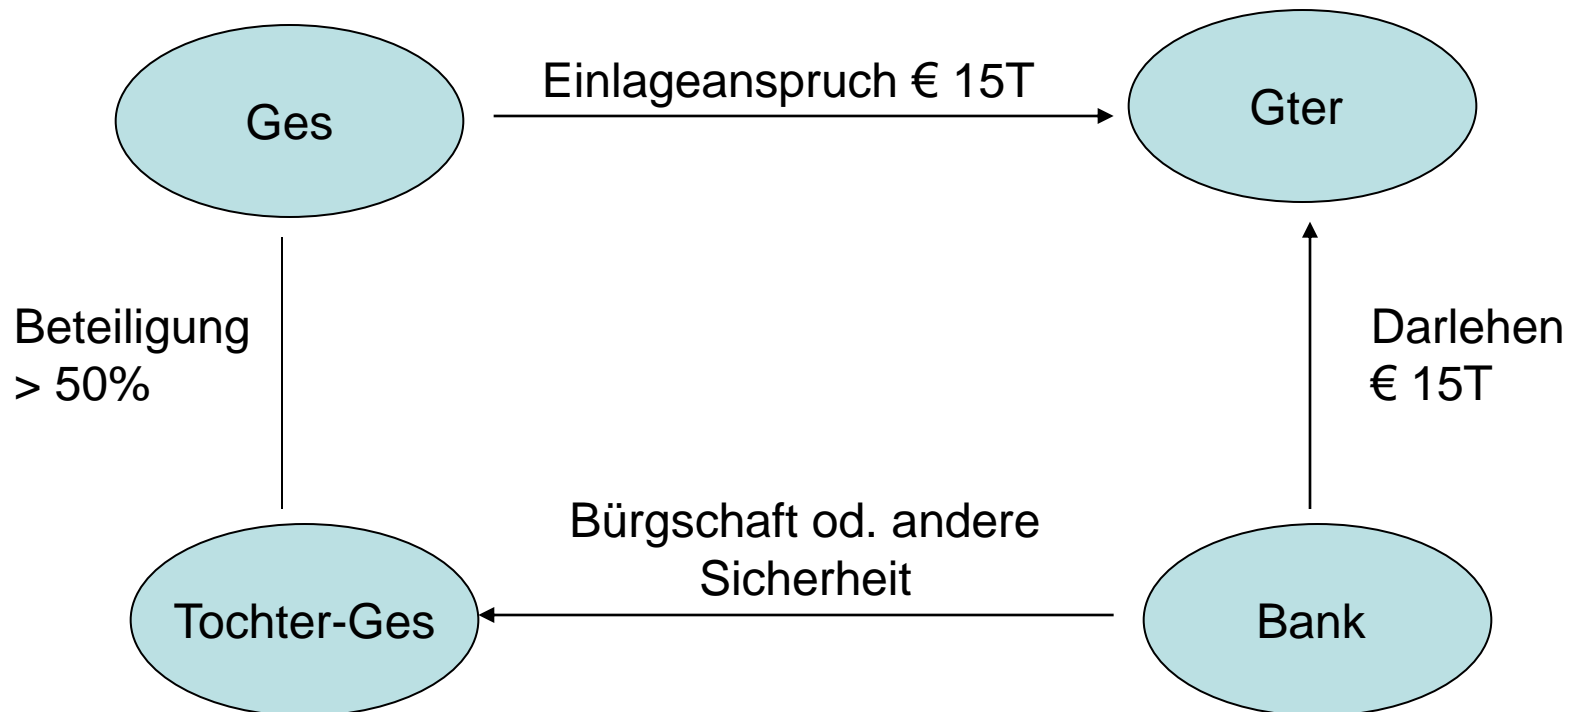 Einlageanspruch € 15T
Ges
Gter
Beteiligung
> 50%
Darlehen
€ 15T
Bürgschaft od. andere
Sicherheit
Tochter-Ges
Bank